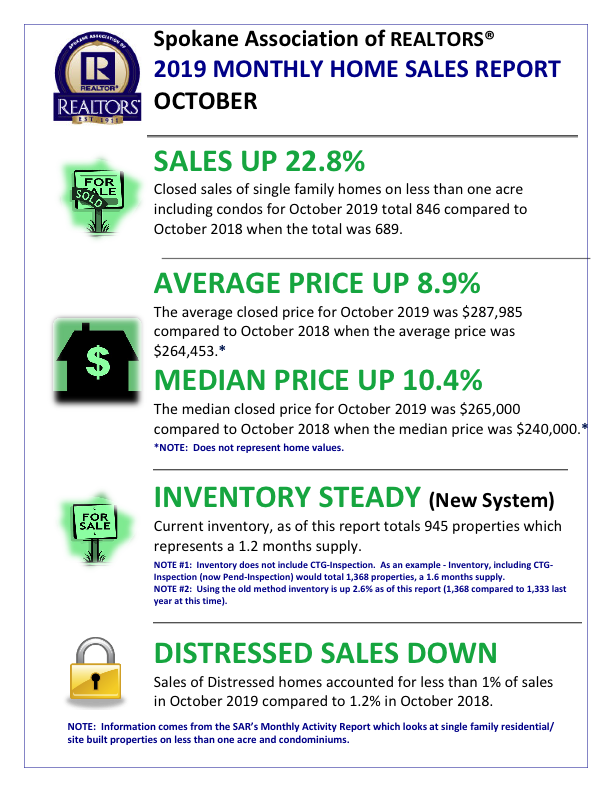 SPOKANE ASSOCIATION OF
R
REALTOR®
REALTORS®
EST 1911
Spokane Association of REALTORS®
2019 MONTHLY HOME SALES REPORT
OCTOBER
FOR
SALE
SOLD
SALES UP 22.8%
Closed sales of single family homes on less than one acre
including condos for October 2019 total 846 compared to
October 2018 when the total was 689.
AVERAGE PRICE UP 8.9%
The average closed price for October 2019 was $287,985
compared to October 2018 when the average price was
$264,453.*
$
MEDIAN PRICE UP 10.4%
The median closed price for October 2019 was $265,000
compared to October 2018 when the median price was $240,000.*
*NOTE: Does not represent home values.
FOR
SALE
INVENTORY STEADY (New System)
Current inventory, as of this report totals 945 properties which
represents a 1.2 months supply.
NOTE #1: Inventory does not include CTG-Inspection. As an example - Inventory, including CTG-
Inspection (now Pend-Inspection) would total 1,368 properties, a 1.6 months supply.
NOTE #2: Using the old method inventory is up 2.6% as of this report (1,368 compared to 1,333 last
year at this time).
DISTRESSED SALES DOWN
Sales of Distressed homes accounted for less than 1% of sales
in October 2019 compared to 1.2% in October 2018.
NOTE: Information comes from the SAR's Monthly Activity Report which looks at single family residential/
site built properties on less than one acre and condominiums.